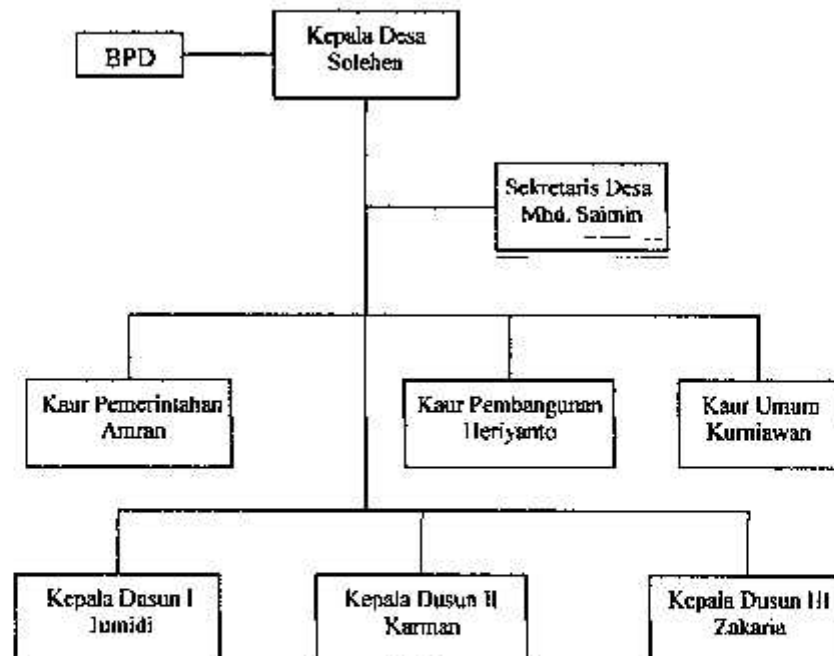 BPD
Kepala Desa
Solehen
Sekretaris Desa
Mhd. Saimin
Kaur Pemerintahan
Amran
Kaur Pembangunan
Heriyanto
Kaur Umum
Kurniawan
Kepala Dusun I
Jumidi
Kepala Dusun II
Karman
Kepala Dusun III
Zakaria